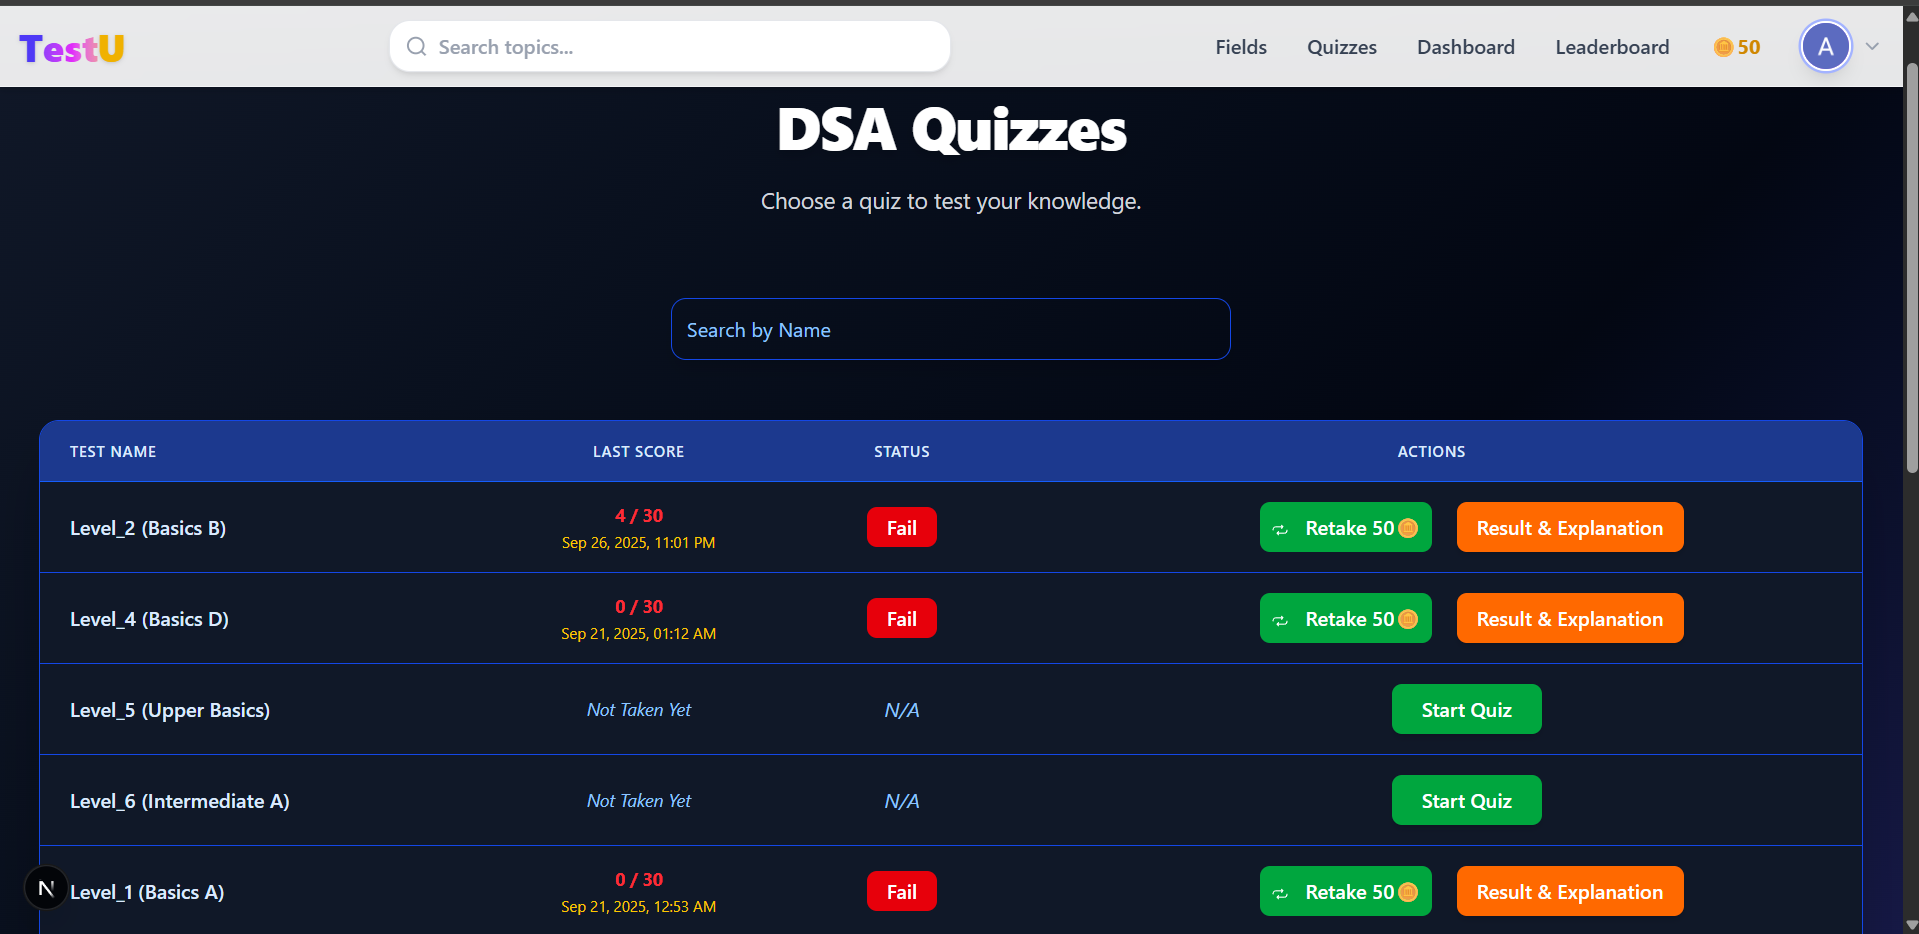 TestU
Search topics...
Fields
Quizzes
Dashboard
Leaderboard
50
A
DSA Quizzes
Choose a quiz to test your knowledge.
Search by Name
TEST NAME
LAST SCORE
STATUS
ACTIONS
Level_2 (Basics B)
4 / 30
Sep 26, 2025, 11:01 PM
Fail
Retake 50
Result & Explanation
Level_4 (Basics D)
0 / 30
Sep 21, 2025, 01:12 AM
Fail
Retake 50
Result & Explanation
Level_5 (Upper Basics)
Not Taken Yet
N/A
Start Quiz
Level_6 (Intermediate A)
Not Taken Yet
N/A
Start Quiz
N
Level_1 (Basics A)
0 / 30
Sep 21, 2025, 12:53 AM
Fail
Retake 50
Result & Explanation